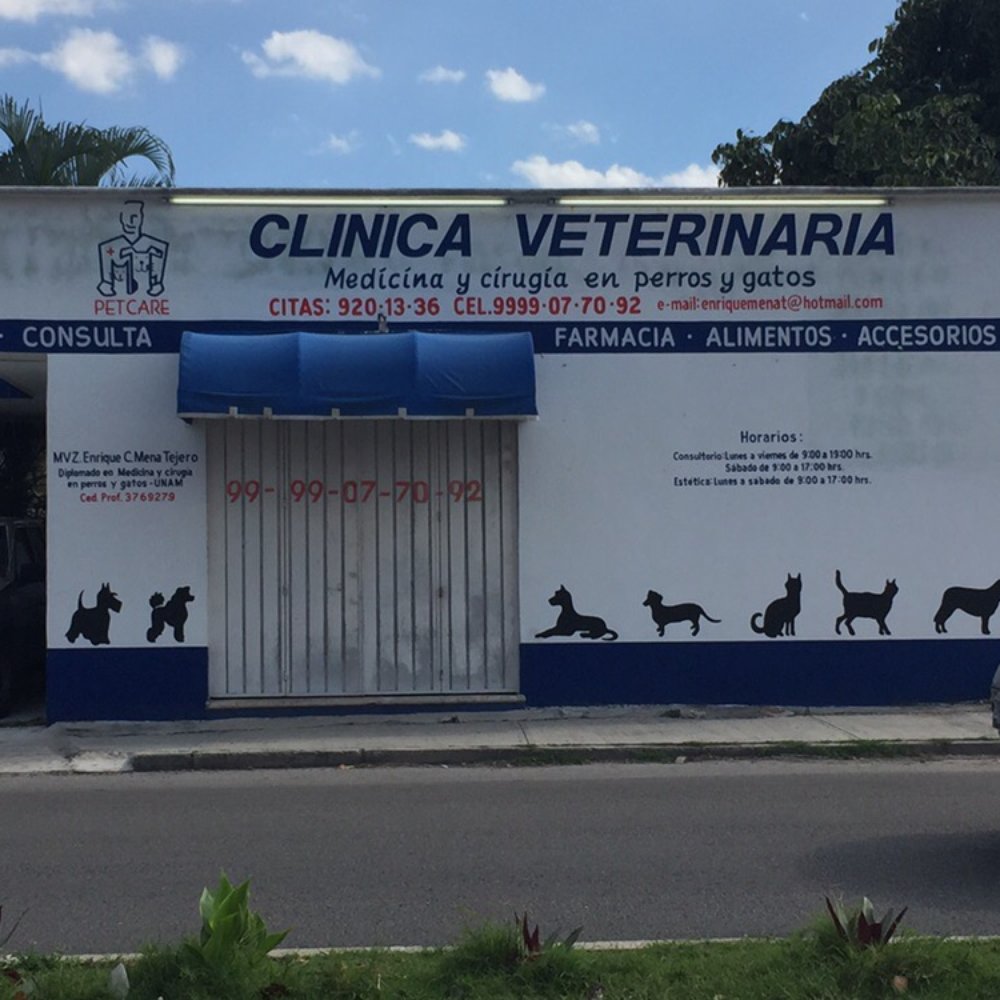 CLINICA VETERINARIA
Medicina y cirugía en perros y gatos
PETCARE
CITAS: 920·13·36 CEL.9999·07·70·92 e-mail:enriquemenat@hotmail.com
· CONSULTA
FARMACIA · ALIMENTOS · ACCESORIOS
MVZ. Enrique C. Mena Tejero
Diplomado en Medicina y cirugia
en perros y gatos-UNAM
Ced. Prof. 3769279
99- 99-07-70-92
Horarios:
Consultorio: Lunes a viernes de 9:00 a 19:00 hrs.
Sábado de 9:00 a 17:00 hrs.
Estética: Lunes a sabado de 9:00 a 17:00 hrs.